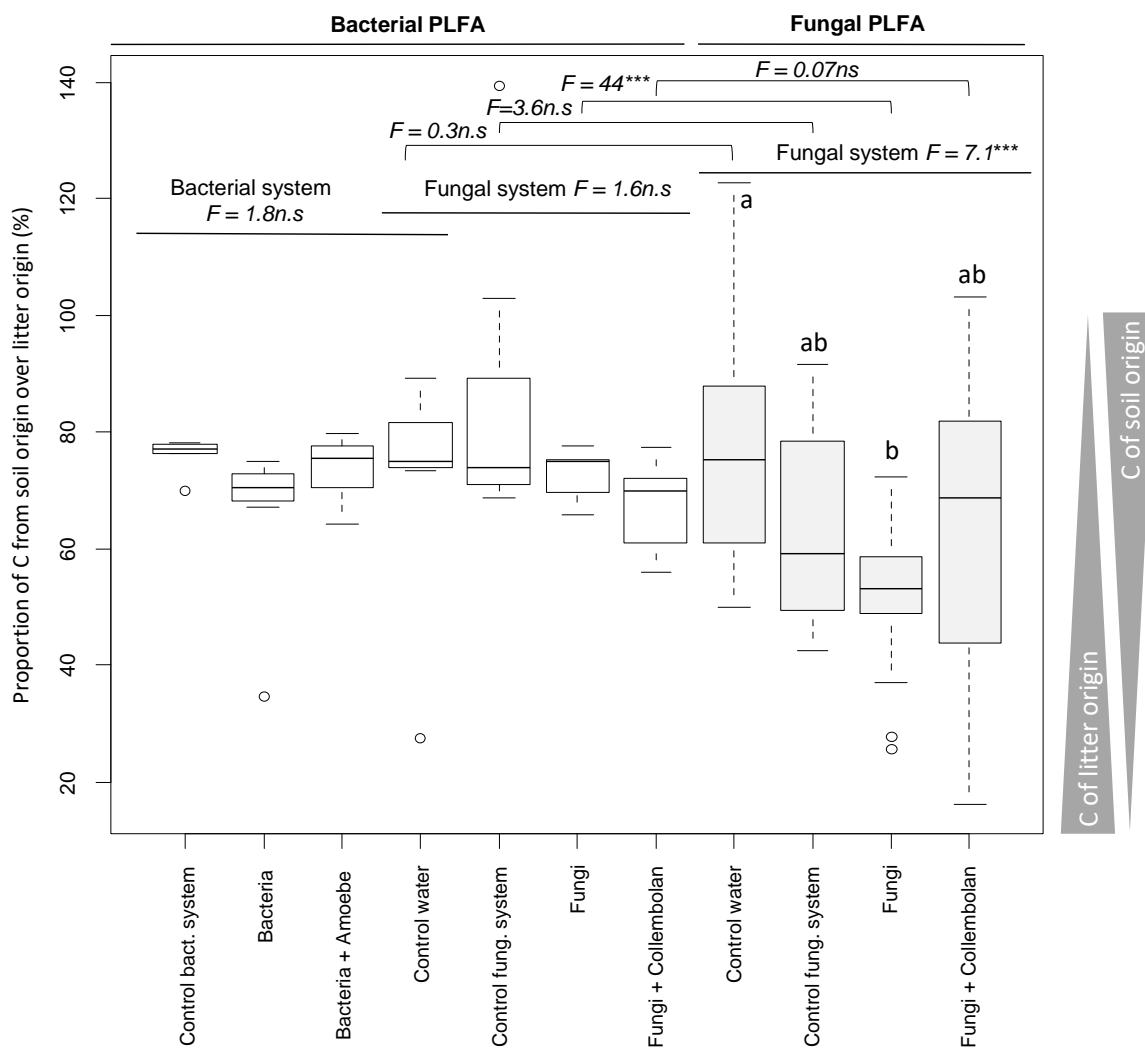 Bacterial PLFA
Fungal PLFA
F = 0.07ns
F = 44***
F=3.6n.s
F = 0.3n.s
Fungal system F = 7.1***
Bacterial system
F = 1.8n.s
Fungal system F = 1.6n.s
a
ab
b
ab
Proportion of C from soil origin over litter origin (%)
140
120
100
80
60
40
20
Control bact. system
Bacteria
Bacteria + Amoebe
Control water
Control fung. system
Fungi
Fungi + Collembolan
Control water
Control fung. system
Fungi
Fungi + Collembolan
C of litter origin
C of soil origin